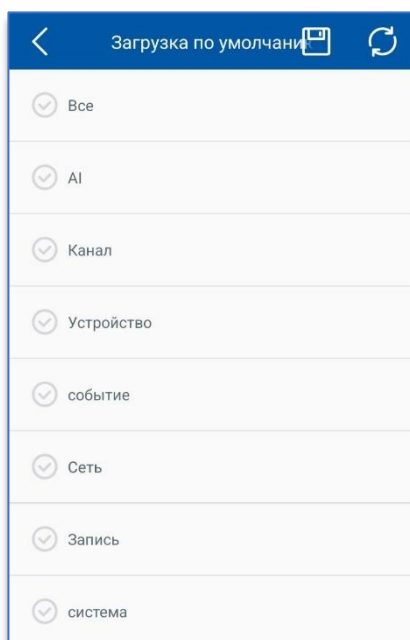 Загрузка по умолчани
Все
AI
Канал
Устройство
событие
Сеть
Запись
система